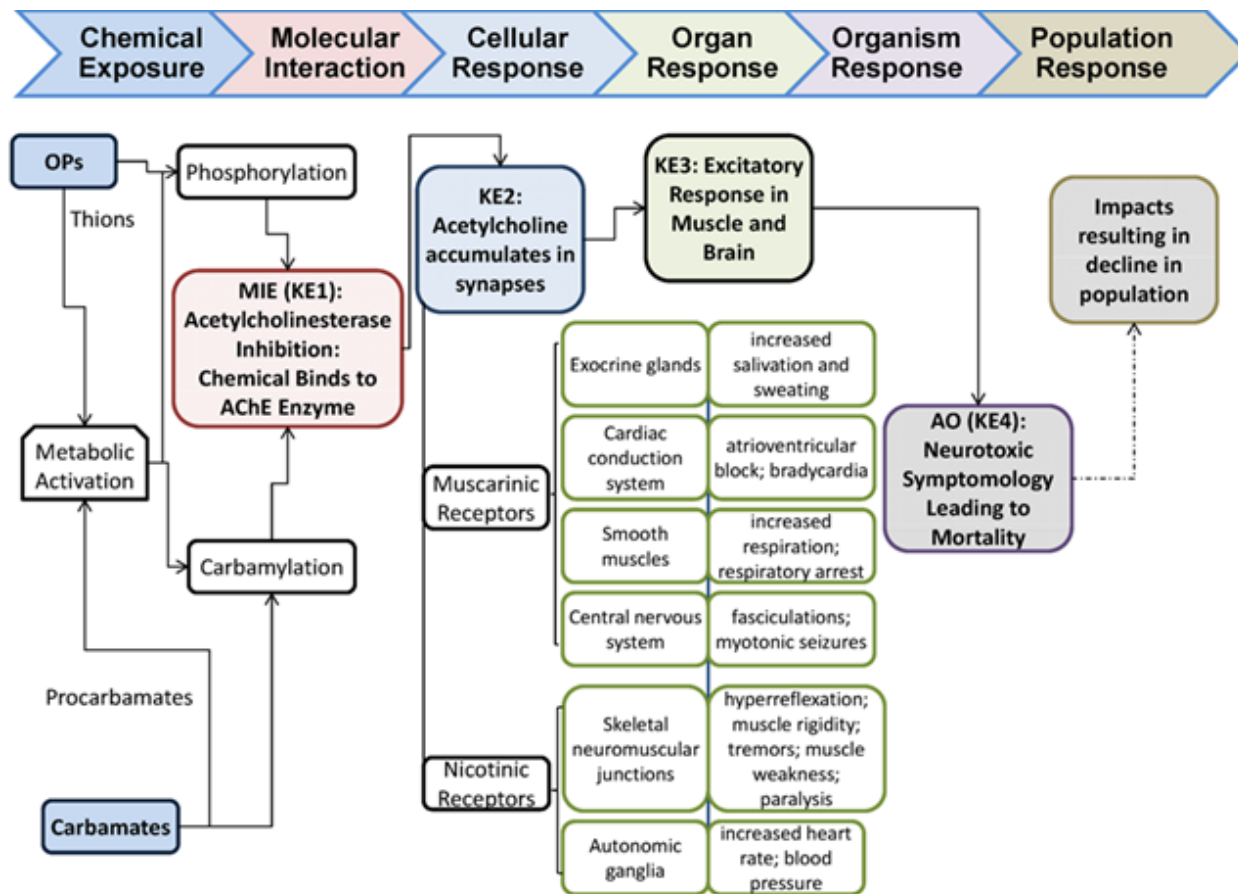 Chemical
Exposure
Molecular
Interaction
Cellular
Response
Organ
Response
Organism
Response
Population
Response
OPs
Thions
Phosphorylation
MIE (KE1):
Acetylcholinesterase
Inhibition:
Chemical Binds to
AChE Enzyme
Metabolic
Activation
Carbamylation
Procarbamates
Carbamates
KE2:
Acetylcholine
accumulates in
synapses
KE3: Excitatory
Response in
Muscle and
Brain
Impacts
resulting in
decline in
population
AO (KE4):
Neurotoxic
Symptomology
Leading to
Mortality
Muscarinic
Receptors
Exocrine glands
increased
salivation and
sweating
Cardiac
conduction
system
atrioventricular
block; bradycardia
Smooth
muscles
increased
respiration;
respiratory arrest
Central nervous
system
fasciculations;
myotonic seizures
Nicotinic
Receptors
Skeletal
neuromuscular
junctions
hyperreflexation;
muscle rigidity;
tremors; muscle
weakness;
paralysis
Autonomic
ganglia
increased heart
rate; blood
pressure